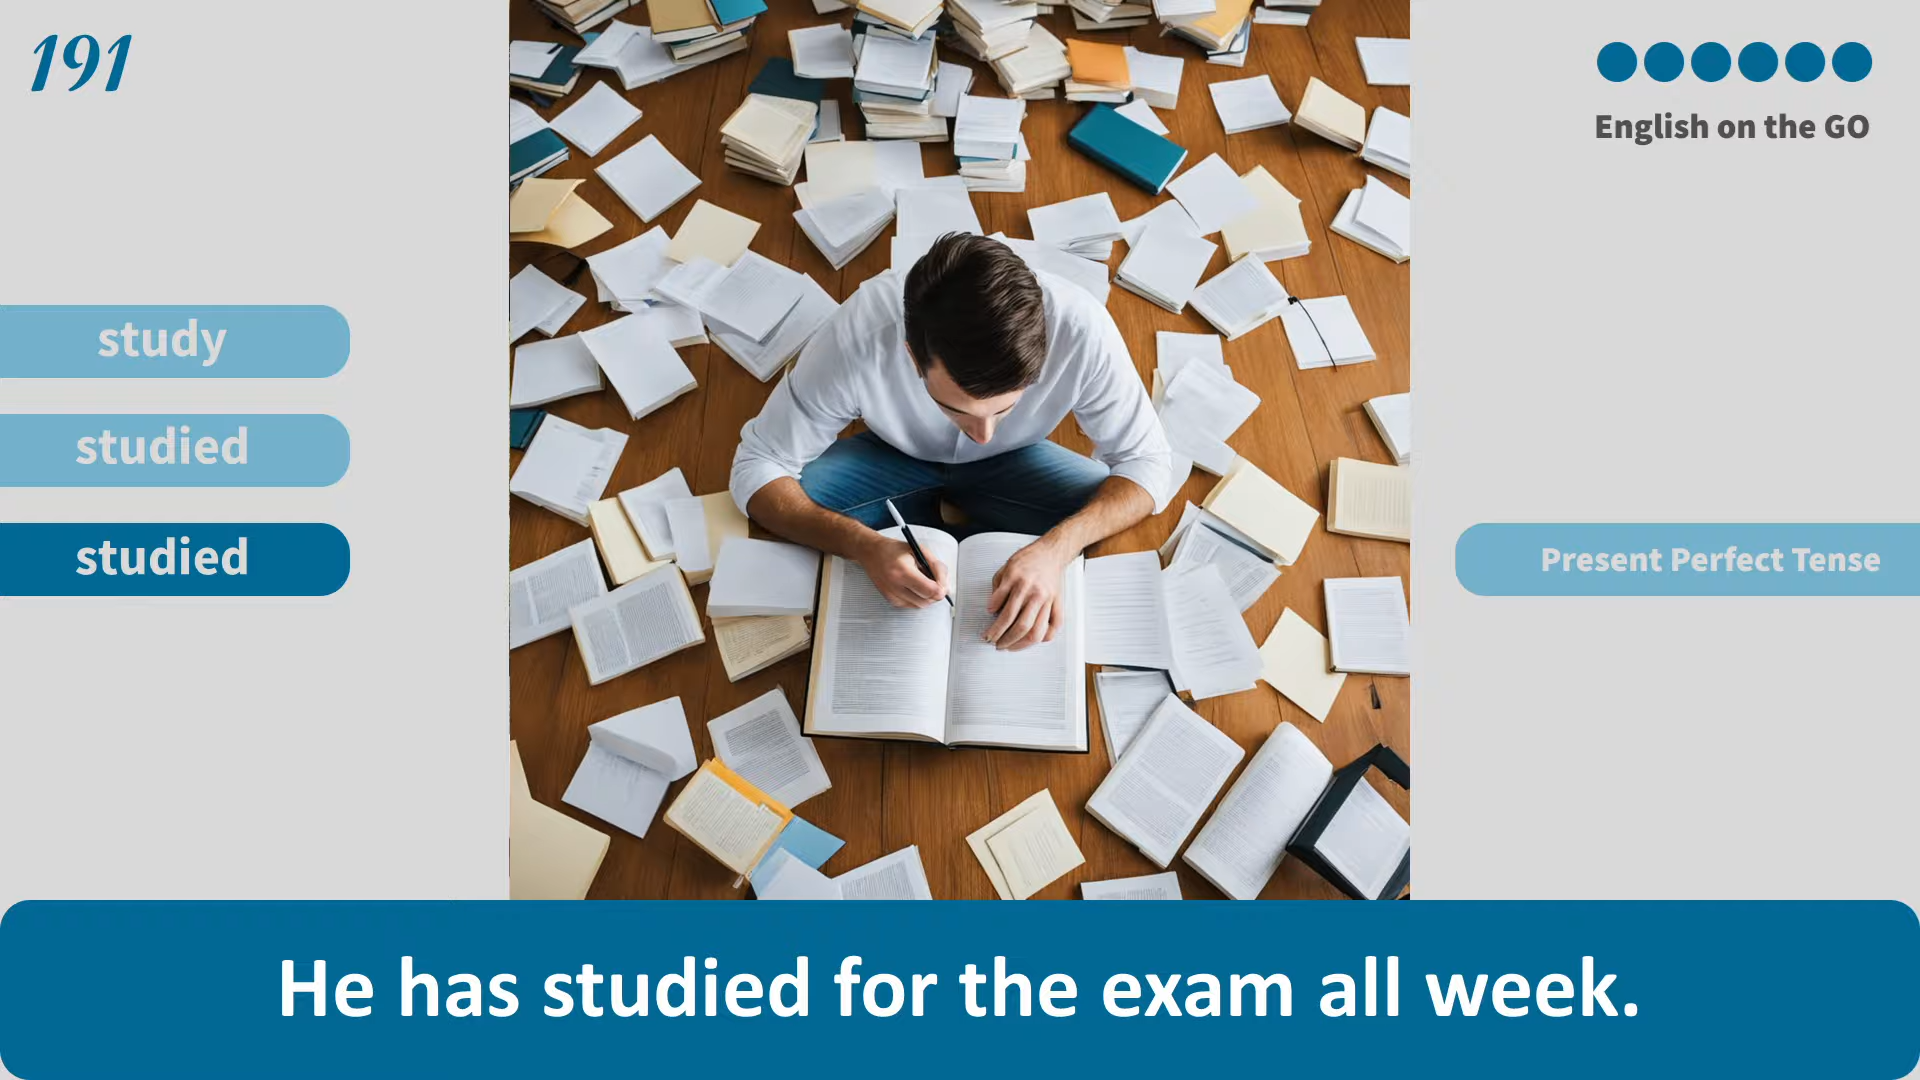 191
English on the GO
study
studied
studied
Present Perfect Tense
He has studied for the exam all week.